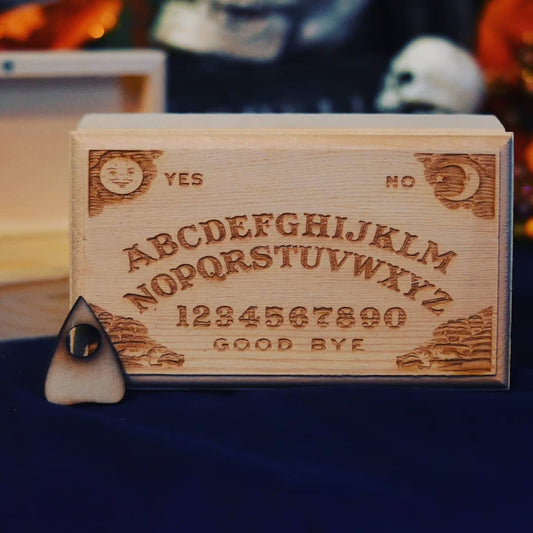 YES NO
ABCDEFGHIJKLM
NOPQRSTUVWXYZ
1234567890
GOOD BYE